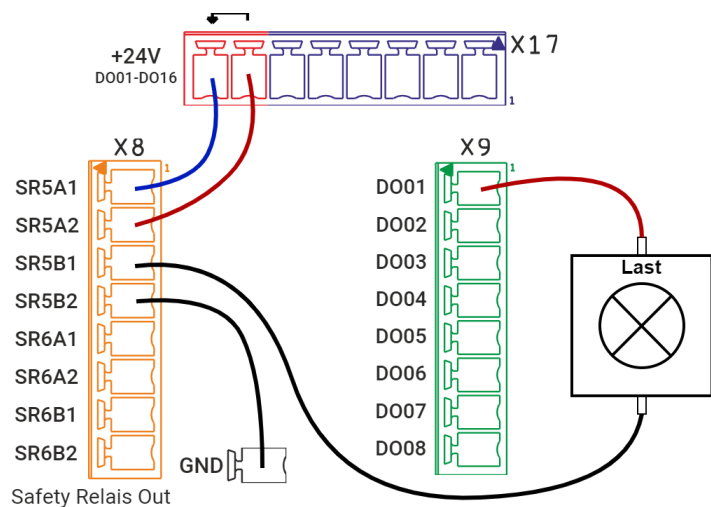 X17
+24V
DO01-DO16
1
X8
1
SR5A1
SR5A2
SR5B1
SR5B2
SR6A1
SR6A2
SR6B1
SR6B2
Safety Relais Out
GND
X9
1
DO01
DO02
DO03
DO04
DO05
DO06
DO07
DO08
Last